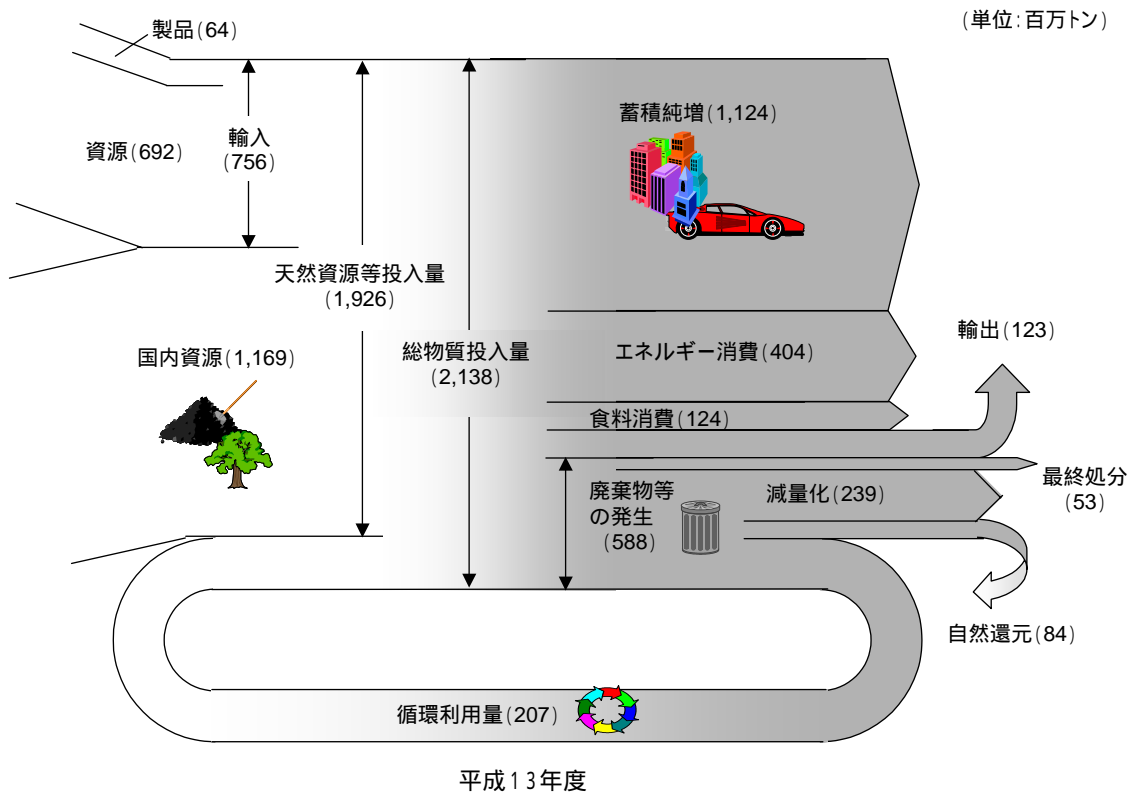 (単位:百万トン)
製品(64)
輸入
(756)
資源(692)
天然資源等投入量
(1,926)
国内資源(1,169)
総物質投入量
(2,138)
蓄積純増(1,124)
エネルギー消費(404)
食料消費(124)
輸出(123)
廃棄物等
の発生
(588)
減量化(239)
最終処分
(53)
自然還元(84)
循環利用量(207)
平成13年度